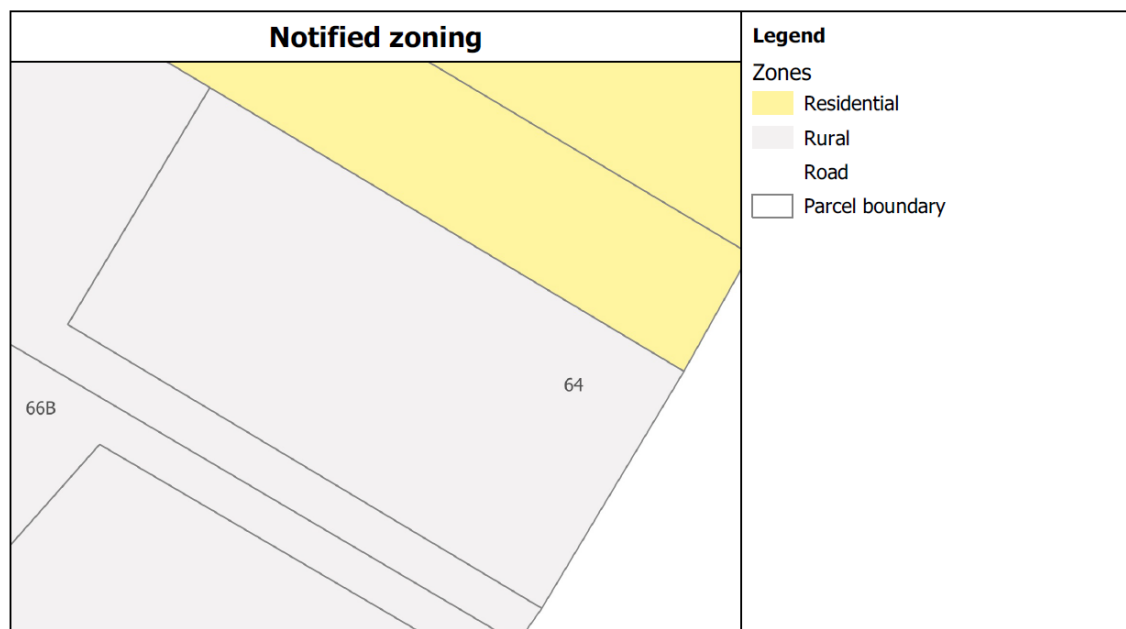 Notified zoning
64
66B
Legend
Zones
Residential
Rural
Road
Parcel boundary